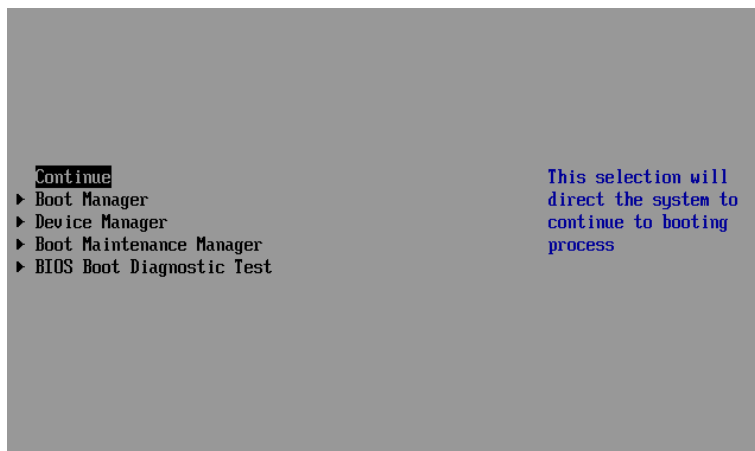 Continue
Boot Manager
Device Manager
Boot Maintenance Manager
BIOS Boot Diagnostic Test
This selection will
direct the system to
continue to booting
process